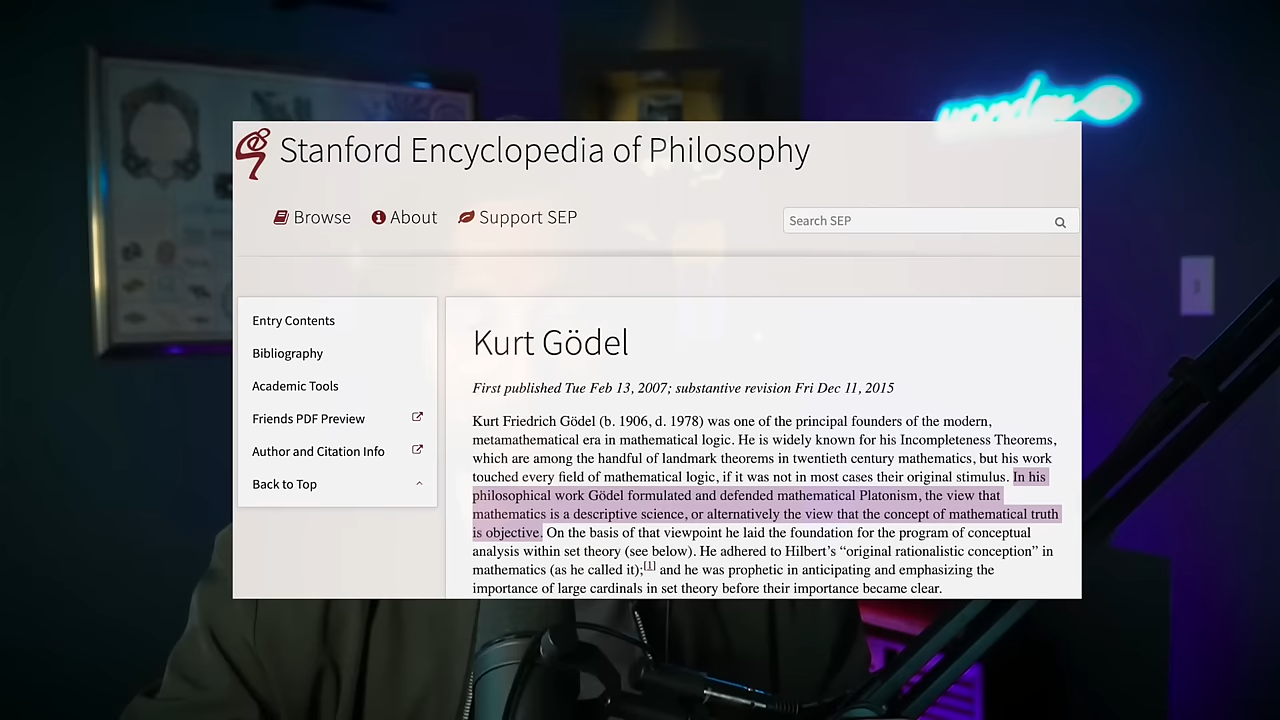 wonder
Stanford Encyclopedia of Philosophy
Browse
About
Support SEP
Search SEP
Entry Contents
Bibliography
Academic Tools
Friends PDF Preview
Author and Citation Info
Back to Top
Kurt Gödel
First published Tue Feb 13, 2007; substantive revision Fri Dec 11, 2015
Kurt Friedrich Gödel (b. 1906, d. 1978) was one of the principal founders of the modern,
metamathematical era in mathematical logic. He is widely known for his Incompleteness Theorems,
which are among the handful of landmark theorems in twentieth century mathematics, but his work
touched every field of mathematical logic, if it was not in most cases their original stimulus. In his
philosophical work Gödel formulated and defended mathematical Platonism, the view that
mathematics is a descriptive science, or alternatively the view that the concept of mathematical truth
is objective. On the basis of that viewpoint he laid the foundation for the program of conceptual
analysis within set theory (see below). He adhered to Hilbert’s “original rationalistic conception” in
mathematics (as he called it);[1] and he was prophetic in anticipating and emphasizing the
importance of large cardinals in set theory before their importance became clear.